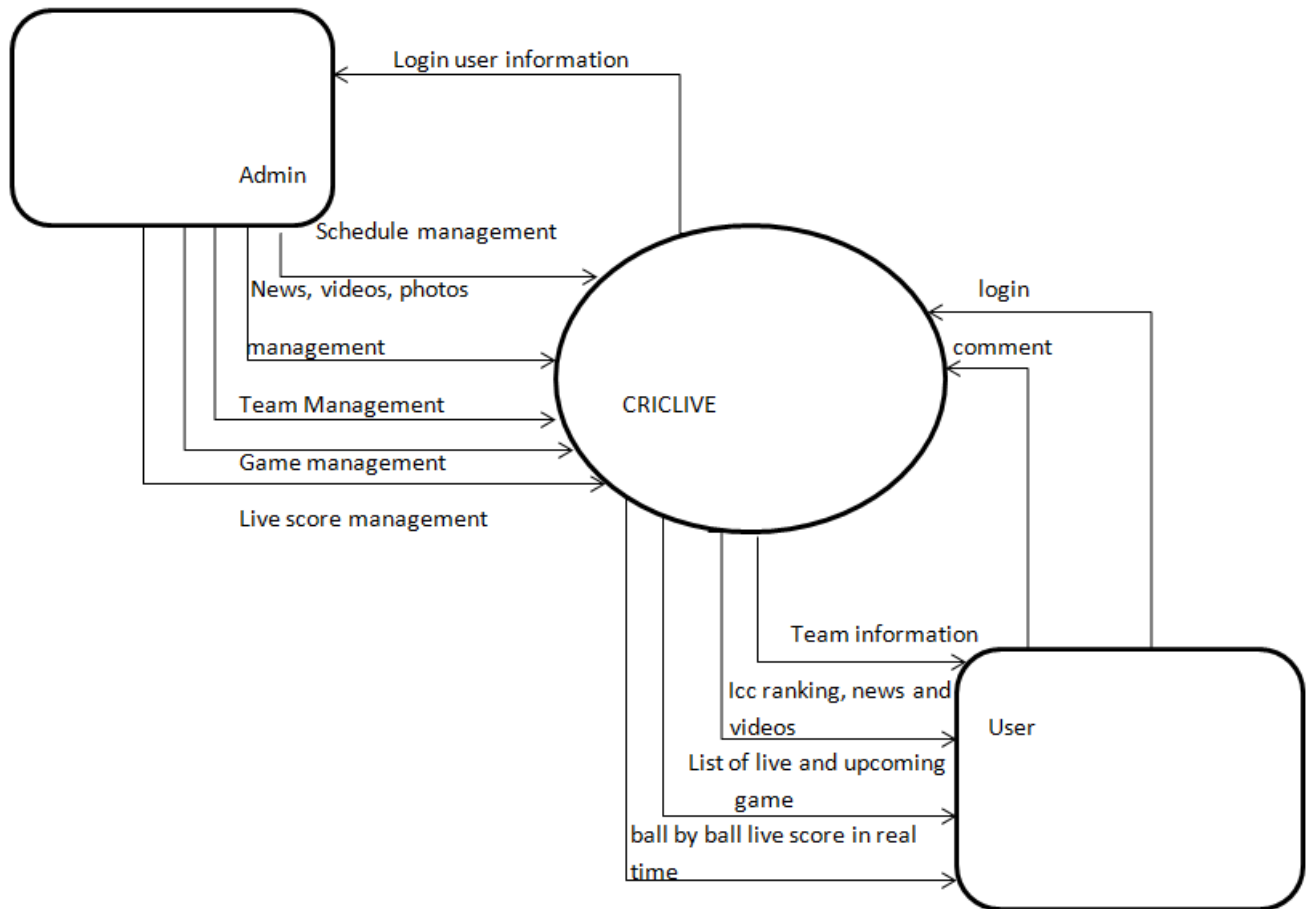 Login user information
Admin
Schedule management
News, videos, photos
management
login
comment
Team Management
CRICLIVE
Game management
Live score management
Team information
Icc ranking, news and
videos
User
List of live and upcoming
game
ball by ball live score in real
time